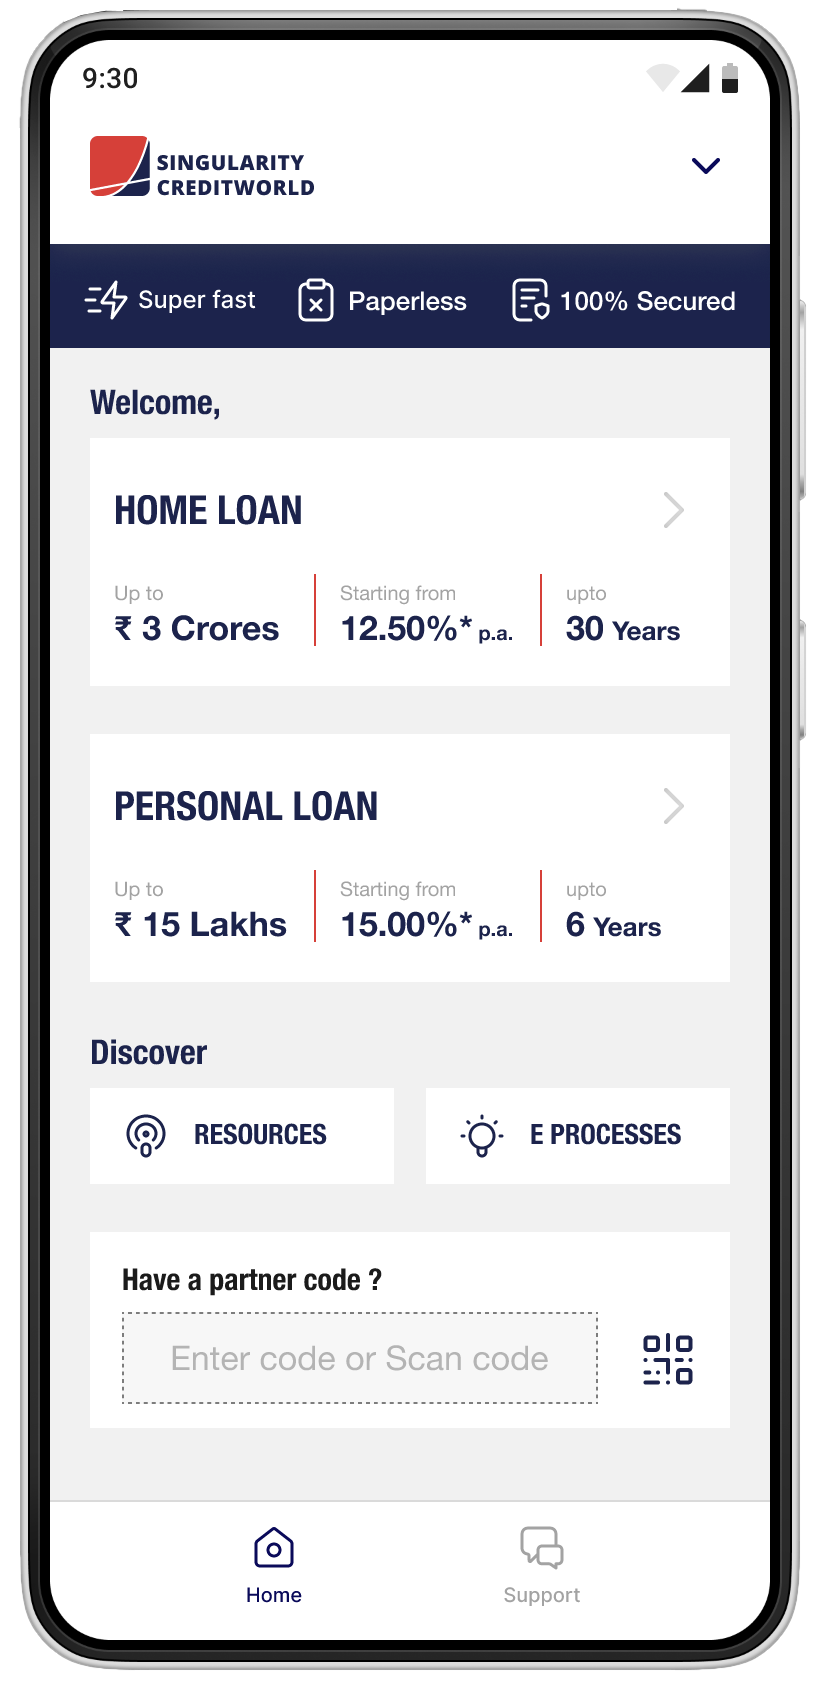 9:30
SINGULARITY
CREDITWORLD
Super fast Paperless 100% Secured
Welcome,
HOME LOAN
Up to Starting from upto
₹ 3 Crores 12.50%* p.a. 30 Years
PERSONAL LOAN
Up to Starting from upto
₹ 15 Lakhs 15.00%* p.a. 6 Years
Discover
RESOURCES E PROCESSES
Have a partner code ?
Enter code or Scan code
Home Support